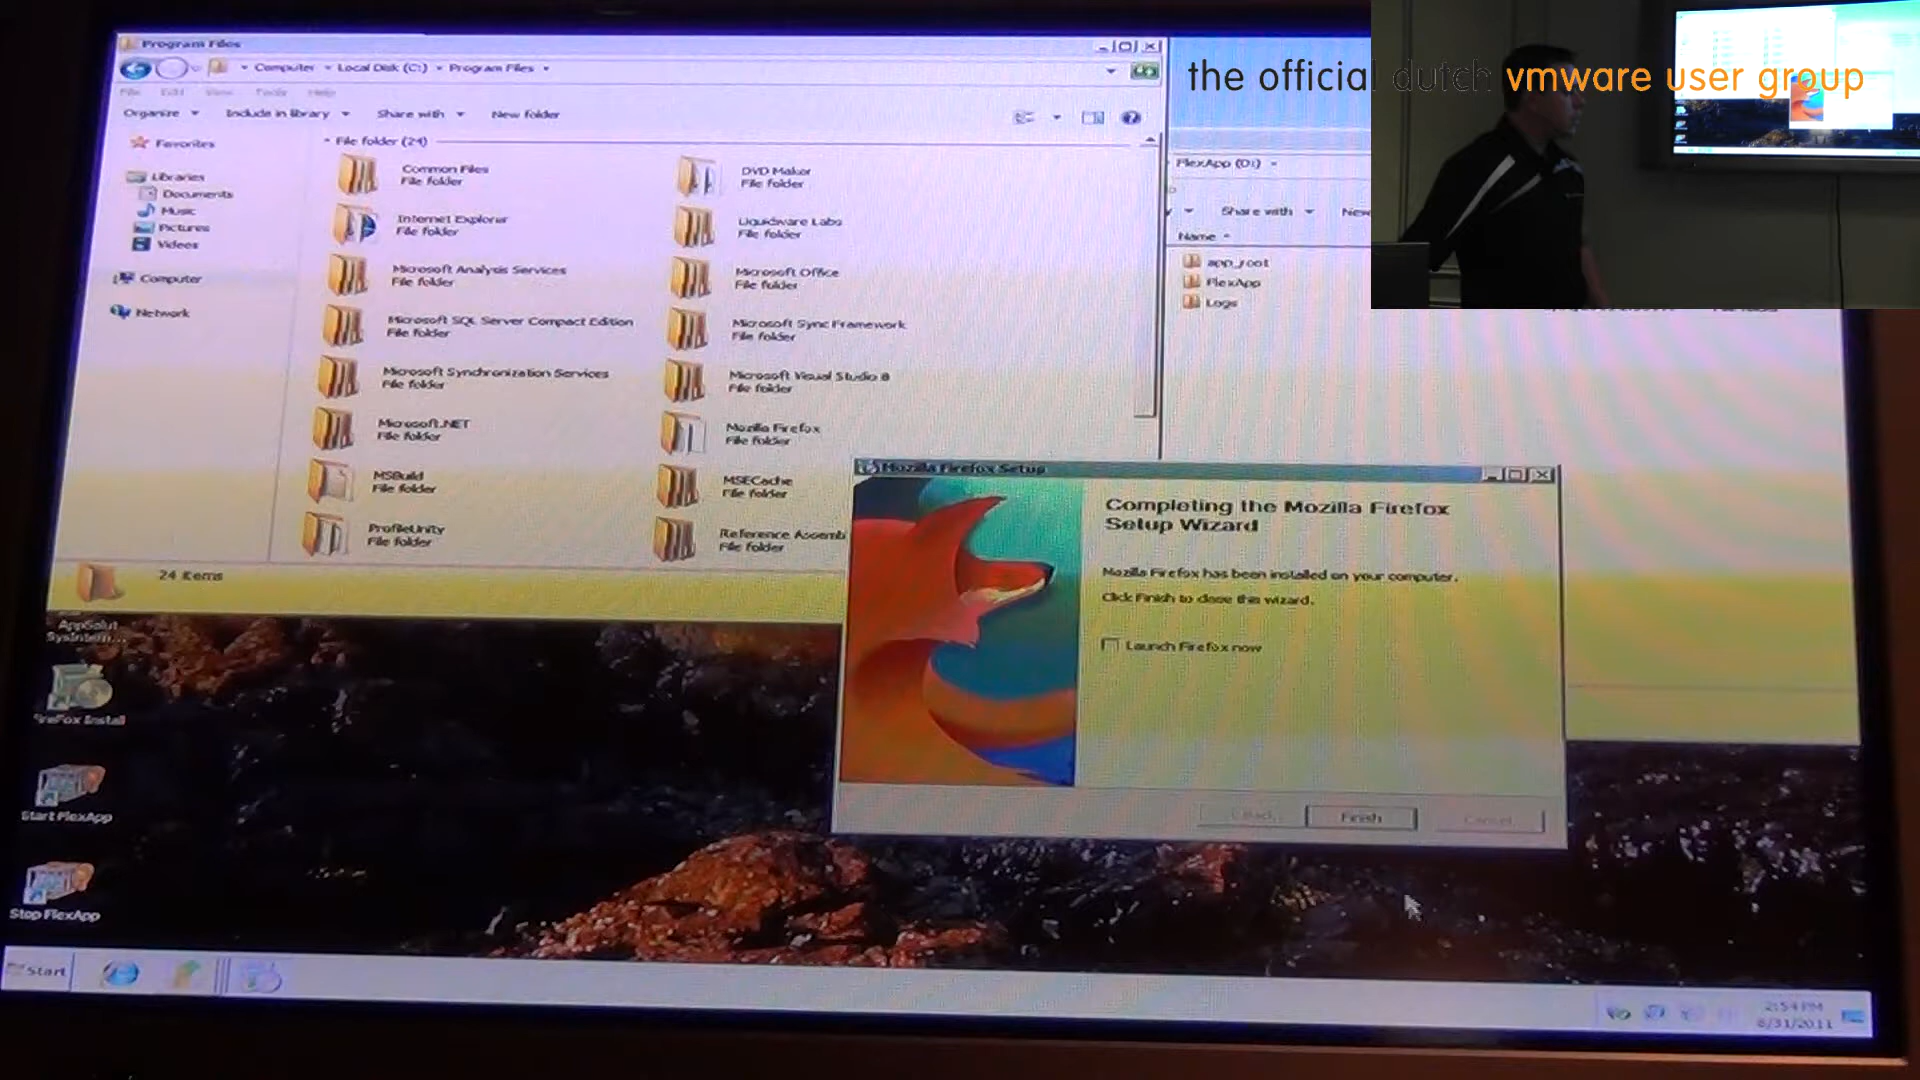 Program Files
the official dutch vmware user group
Computer Local Disk (C:) Program Files
File Edit View Tools Help
Organize Include in library Share with New folder
Favorites
Libraries
Documents
Music
Pictures
Videos
Computer
Network
File folder (24)
Common Files
File folder
DVD Maker
File folder
Internet Explorer
File folder
Liquidware Labs
File folder
Microsoft Analysis Services
File folder
Microsoft Office
File folder
Microsoft SQL Server Compact Edition
File folder
Microsoft Sync Framework
File folder
Microsoft Synchronization Services
File folder
Microsoft Visual Studio 8
File folder
Microsoft.NET
File folder
Mozilla Firefox
File folder
MSBuild
File folder
MSECache
File folder
ProfileUnity
File folder
Reference Assemb
File folder
24 items
FlexApp (D:)
Share with New
Name
app_root
FlexApp
Logs
Mozilla Firefox Setup
Completing the Mozilla Firefox
Setup Wizard
Mozilla Firefox has been installed on your computer.
Click Finish to close this wizard.
Launch Firefox now
< Back Finish Cancel
AppSolut
SysIntern...
FireFox Install
Start FlexApp
Stop FlexApp
Start
2:54 PM
8/31/2011